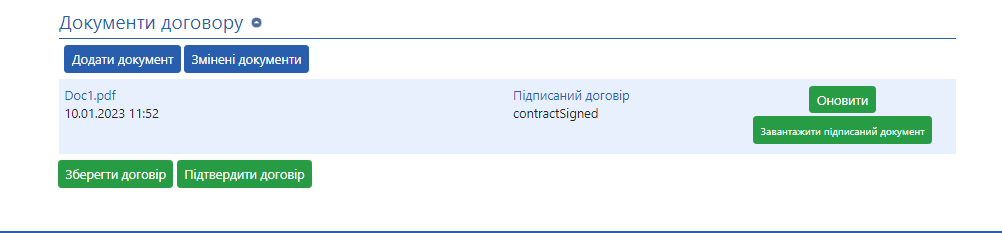 Документи договору
Додати документ Змінені документи
Doc1.pdf Підписаний договір Оновити
10.01.2023 11:52 contractSigned
Завантажити підписаний документ
Зберегти договір Підтвердити договір